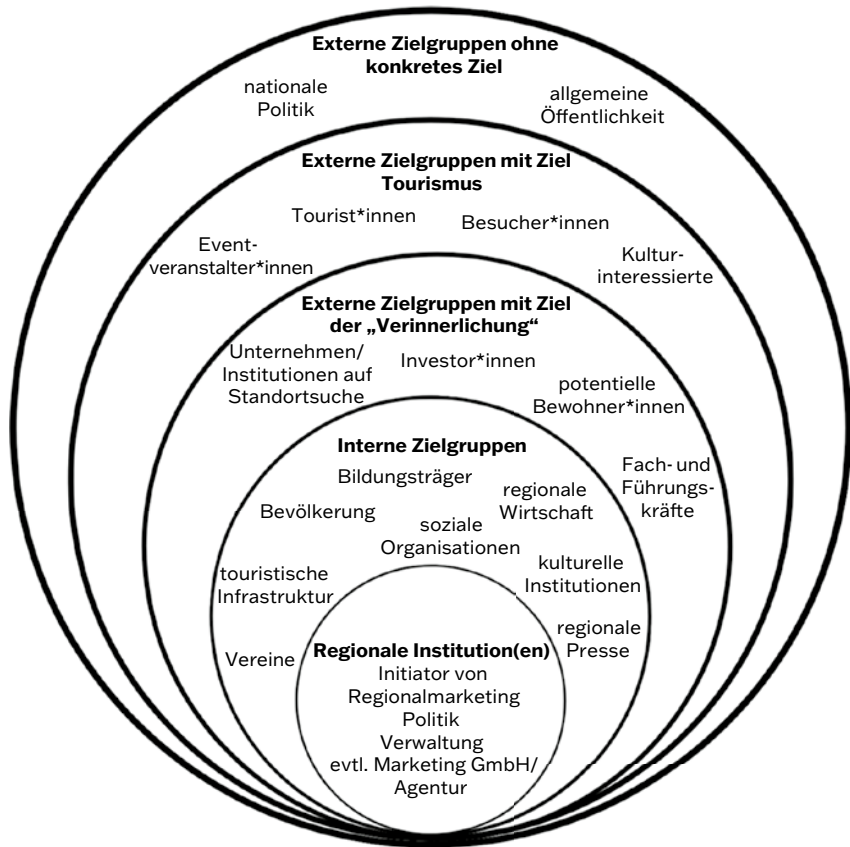 Externe Zielgruppen ohne
konkretes Ziel
nationale
Politik
allgemeine
Öffentlichkeit
Externe Zielgruppen mit Ziel
Tourismus
Tourist*innen
Besucher*innen
Event-
veranstalter*innen
Kultur-
interessierte
Externe Zielgruppen mit Ziel
der „Verinnerlichung“
Unternehmen/
Institutionen auf
Standortsuche
Investor*innen
potentielle
Bewohner*innen
Fach- und
Führungs-
kräfte
Interne Zielgruppen
Bildungsträger
regionale
Wirtschaft
Bevölkerung
soziale
Organisationen
kulturelle
Institutionen
touristische
Infrastruktur
regionale
Presse
Vereine
Regionale Institution(en)
Initiator von
Regionalmarketing
Politik
Verwaltung
evtl. Marketing GmbH/
Agentur